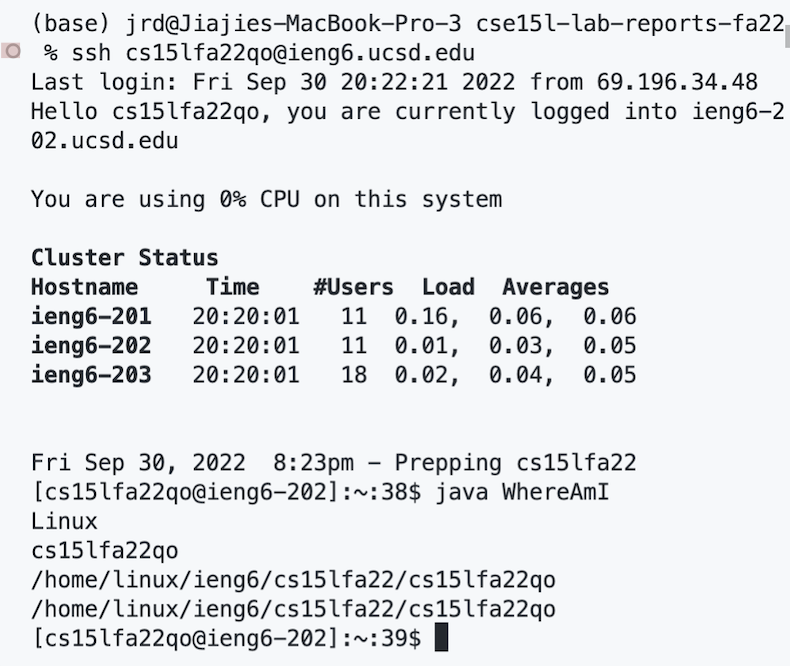 (base) jrd@Jiajies-MacBook-Pro-3 cse15l-lab-reports-fa22
% ssh cs15lfa22qo@ieng6.ucsd.edu
Last login: Fri Sep 30 20:22:21 2022 from 69.196.34.48
Hello cs15lfa22qo, you are currently logged into ieng6-2
02.ucsd.edu
You are using 0% CPU on this system
Cluster Status
Hostname Time #Users Load Averages
ieng6-201 20:20:01 11 0.16, 0.06, 0.06
ieng6-202 20:20:01 11 0.01, 0.03, 0.05
ieng6-203 20:20:01 18 0.02, 0.04, 0.05
Fri Sep 30, 2022 8:23pm - Prepping cs15lfa22
[cs15lfa22qo@ieng6-202]:~:38$ java WhereAmI
Linux
cs15lfa22qo
/home/linux/ieng6/cs15lfa22/cs15lfa22qo
/home/linux/ieng6/cs15lfa22/cs15lfa22qo
[cs15lfa22qo@ieng6-202]:~:39$